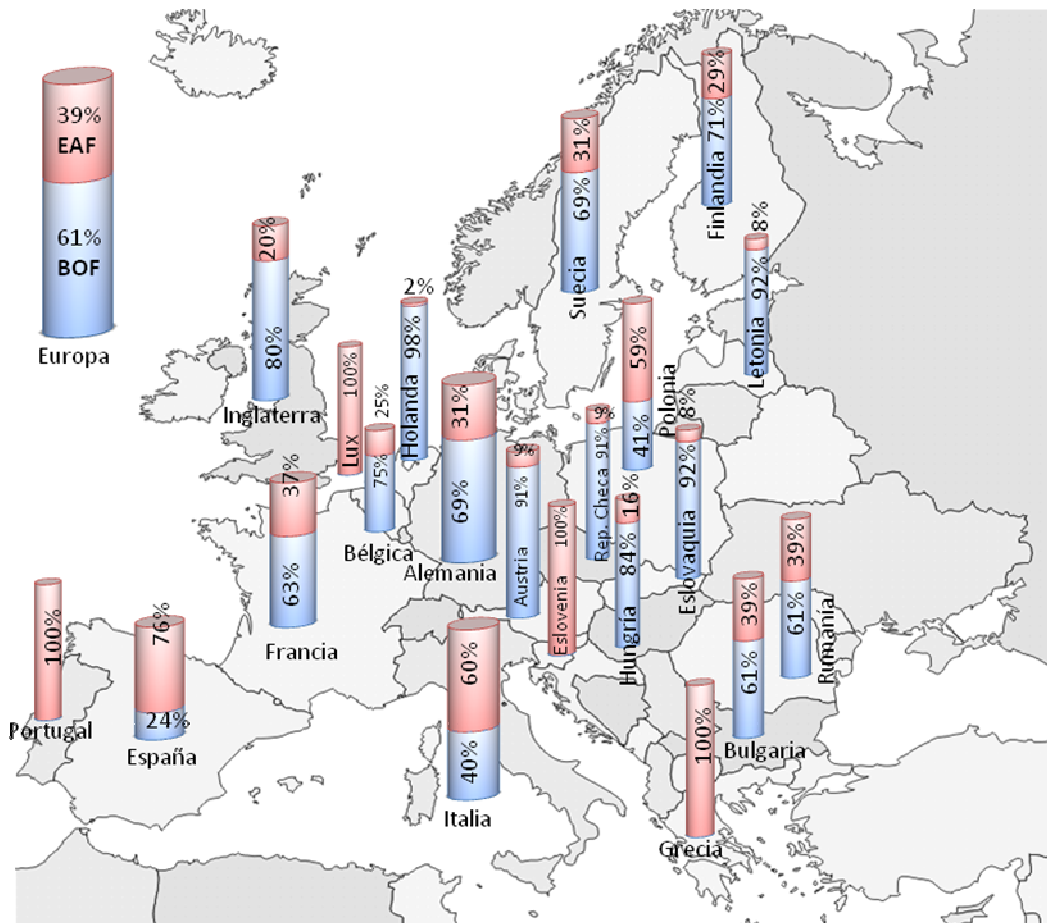 39%
EAF
61%
BOF
Europa
20%
80%
Inglaterra
100%
Lux
25%
75%
Bélgica
2%
Holanda 98%
31%
69%
Suecia
29%
Finlandia 71%
8%
Letonia 92%
59%
41%
Polonia
31%
69%
Alemania
9%
91%
Austria
9%
Rep. Checa 91%
8%
92%
Eslovaquia
16%
84%
Hungría
100%
Eslovenia
37%
63%
Francia
100%
Portugal
76%
24%
España
60%
40%
Italia
39%
61%
Bulgaria
39%
61%
Rumania
100%
Grecia